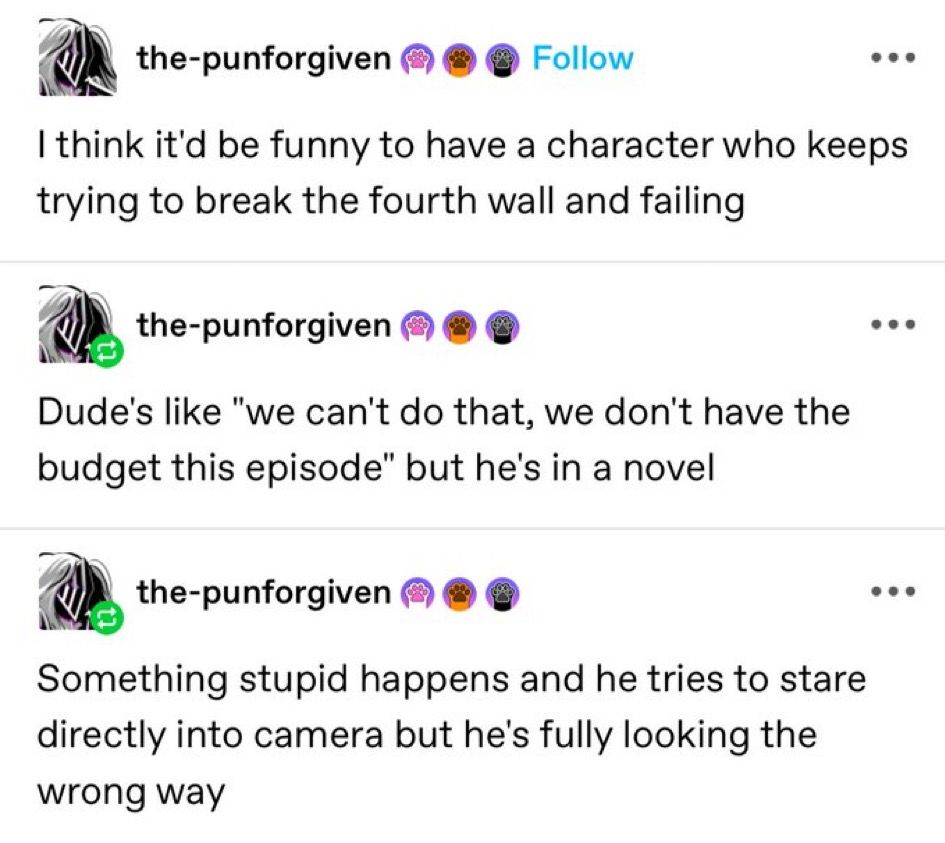 the-punforgiven Follow
I think it'd be funny to have a character who keeps
trying to break the fourth wall and failing
the-punforgiven
Dude's like "we can't do that, we don't have the
budget this episode" but he's in a novel
the-punforgiven
Something stupid happens and he tries to stare
directly into camera but he's fully looking the
wrong way